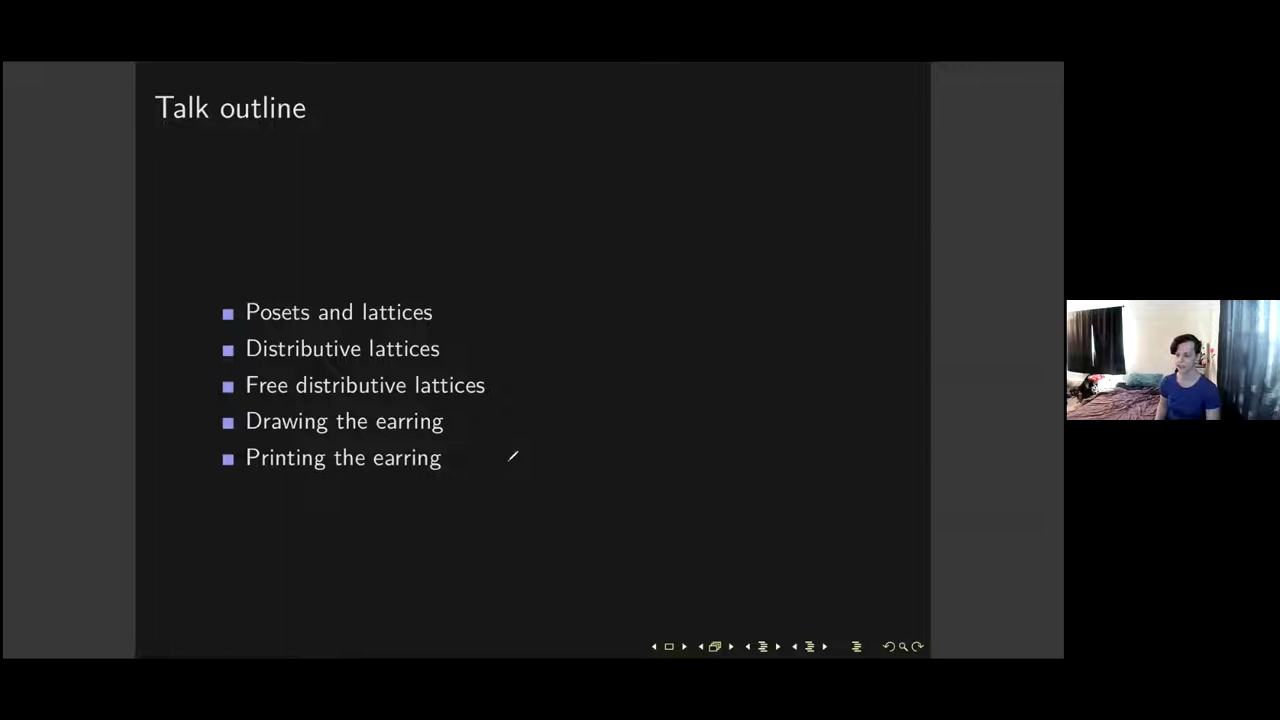 Talk outline
Posets and lattices
Distributive lattices
Free distributive lattices
Drawing the earring
Printing the earring